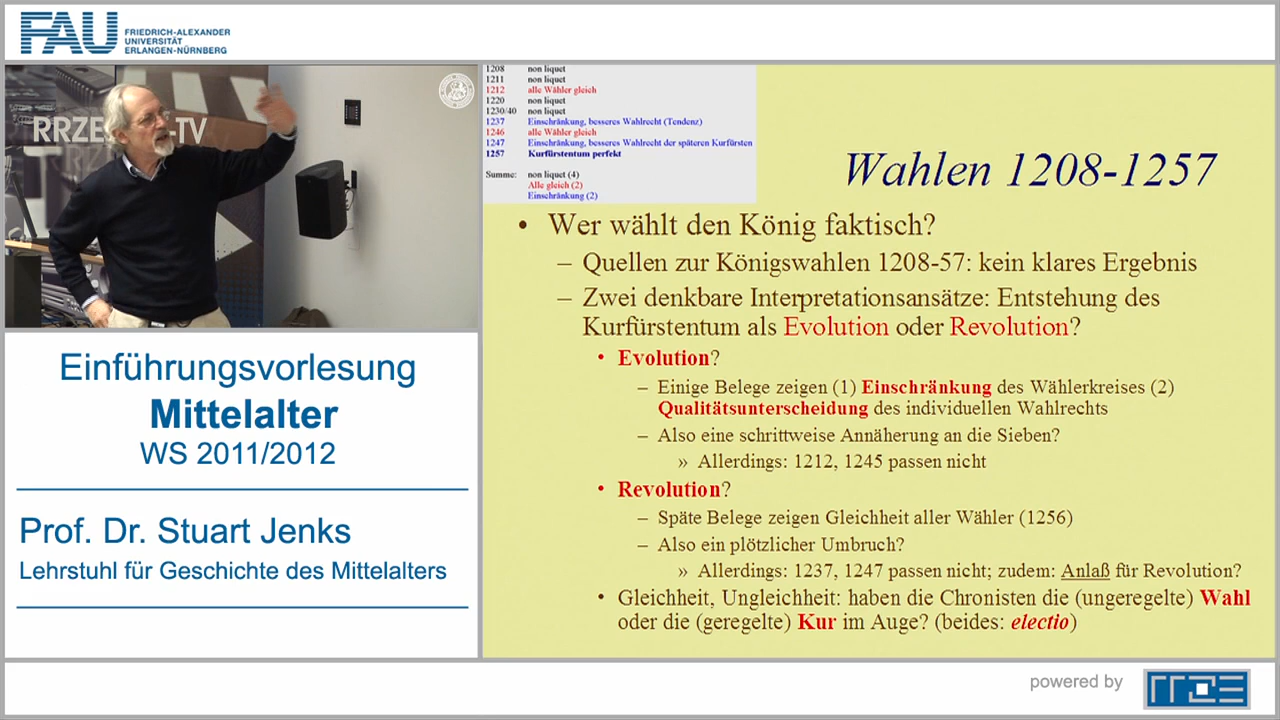 FAU
FRIEDRICH-ALEXANDER
UNIVERSITÄT
ERLANGEN-NÜRNBERG
RRZE
-TV
1208 non liquet
1211 non liquet
1212 alle Wähler gleich
1220 non liquet
1230/40 non liquet
1237 Einschränkung, besseres Wahlrecht (Tendenz)
1246 alle Wähler gleich
1247 Einschränkung, besseres Wahlrecht der späteren Kurfürsten
1257 Kurfürstentum perfekt
Summe: non liquet (4)
Alle gleich (2)
Einschränkung (2)
Wahlen 1208-1257
• Wer wählt den König faktisch?
– Quellen zur Königswahlen 1208-57: kein klares Ergebnis
– Zwei denkbare Interpretationsansätze: Entstehung des
Kurfürstentum als Evolution oder Revolution?
• Evolution?
– Einige Belege zeigen (1) Einschränkung des Wählerkreises (2)
Qualitätsunterscheidung des individuellen Wahlrechts
– Also eine schrittweise Annäherung an die Sieben?
» Allerdings: 1212, 1245 passen nicht
• Revolution?
– Späte Belege zeigen Gleichheit aller Wähler (1256)
– Also ein plötzlicher Umbruch?
» Allerdings: 1237, 1247 passen nicht; zudem: Anlaß für Revolution?
• Gleichheit, Ungleichheit: haben die Chronisten die (ungeregelte) Wahl
oder die (geregelte) Kur im Auge? (beides: electio)
Einführungsvorlesung
Mittelalter
WS 2011/2012
Prof. Dr. Stuart Jenks
Lehrstuhl für Geschichte des Mittelalters
powered by
rrze